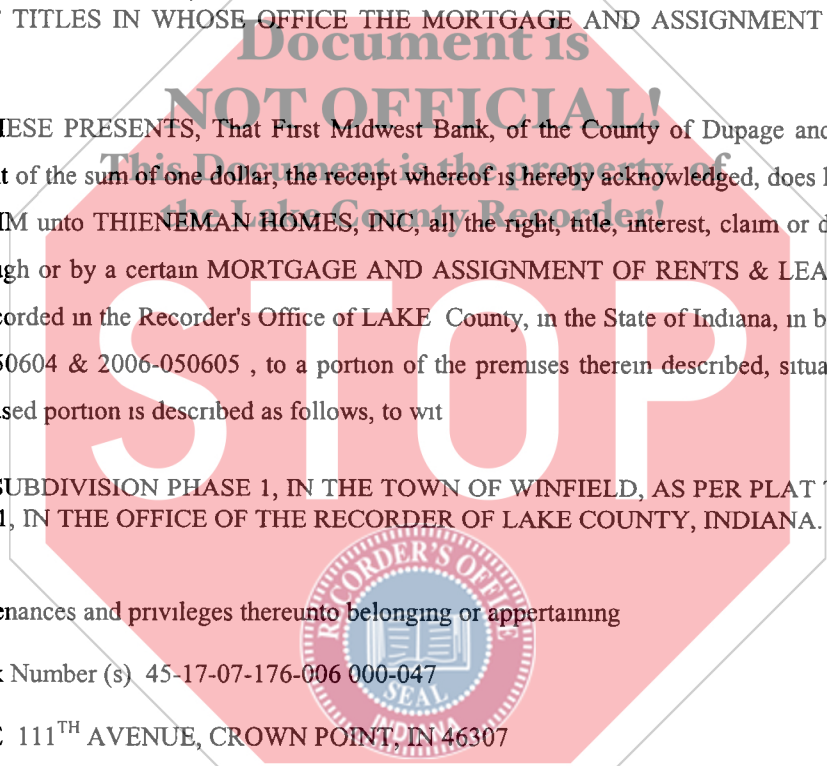 TITLES IN WHOSE OFFICE THE MORTGAGE AND ASSIGNMENT
Document is
NOT OFFICIAL!
This Document is the property of
the Lake County Recorder!
STOP
IESE PRESENTS, That First Midwest Bank, of the County of Dupage and
t of the sum of one dollar, the receipt whereof is hereby acknowledged, does
IM unto THIENEMAN HOMES, INC, all the right, title, interest, claim or d
ugh or by a certain MORTGAGE AND ASSIGNMENT OF RENTS & LEA
corded in the Recorder's Office of LAKE County, in the State of Indiana, in b
50604 & 2006-050605 , to a portion of the premises therein described, situa
sed portion is described as follows, to wit
SUBDIVISION PHASE 1, IN THE TOWN OF WINFIELD, AS PER PLAT
1, IN THE OFFICE OF THE RECORDER OF LAKE COUNTY, INDIANA.
enances and privileges thereunto belonging or appertaining
x Number (s) 45-17-07-176-006 000-047
111TH AVENUE, CROWN POINT, IN 46307
RECORDER'S OFFICE
SEAL
INDIANA